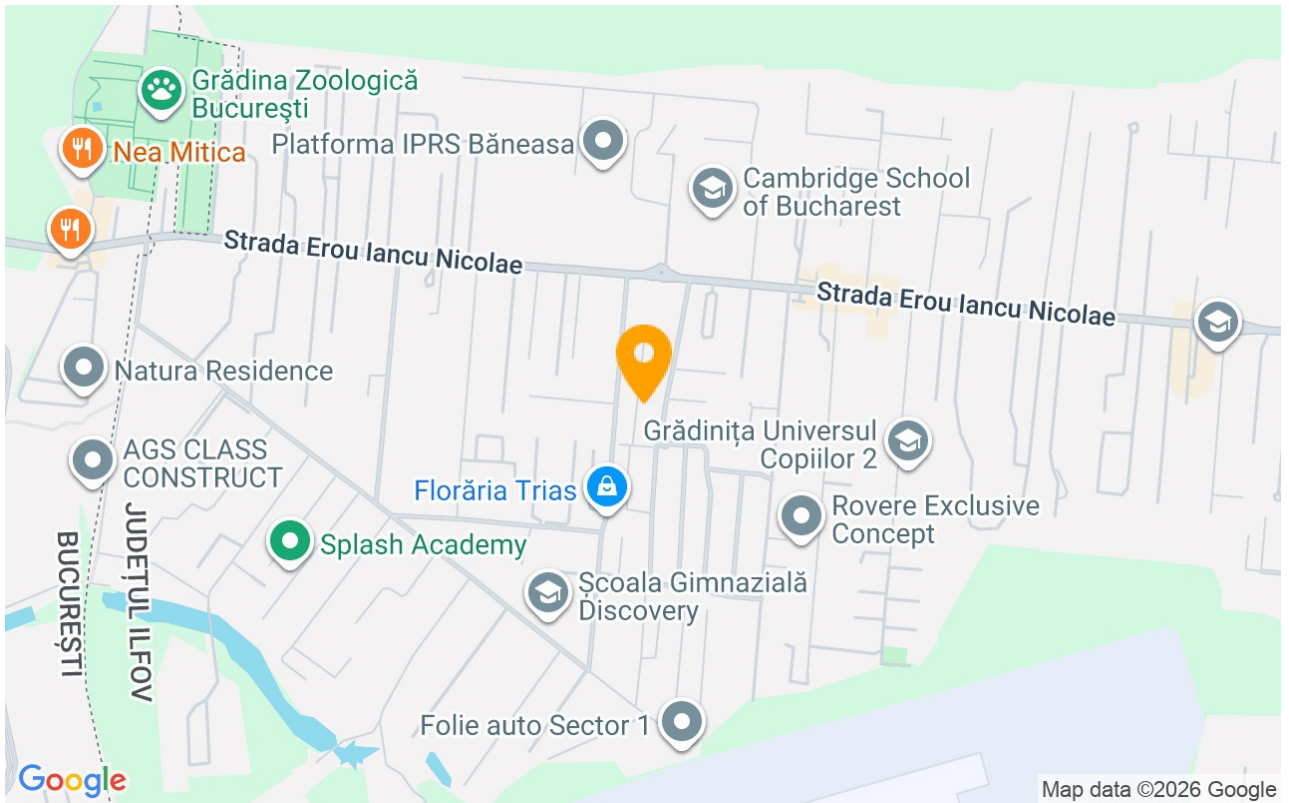 Grădina Zoologică
București
Nea Mitica
Platforma IPRS Băneasa
Cambridge School
of Bucharest
Strada Erou Iancu Nicolae
Strada Erou Iancu Nicolae
Natura Residence
Grădinița Universul
Copiilor 2
AGS CLASS
CONSTRUCT
Florăria Trias
Rovere Exclusive
Concept
Splash Academy
BUCUREȘTI
JUDEȚUL ILFOV
Școala Gimnazială
Discovery
Folie auto Sector 1
Google
Map data ©2026 Google